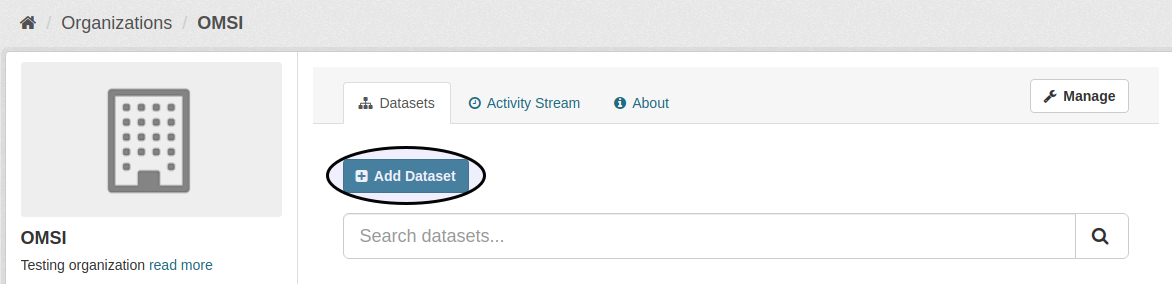 / Organizations / OMSI
Datasets Activity Stream About Manage
Add Dataset
Search datasets...
OMSI
Testing organization read more